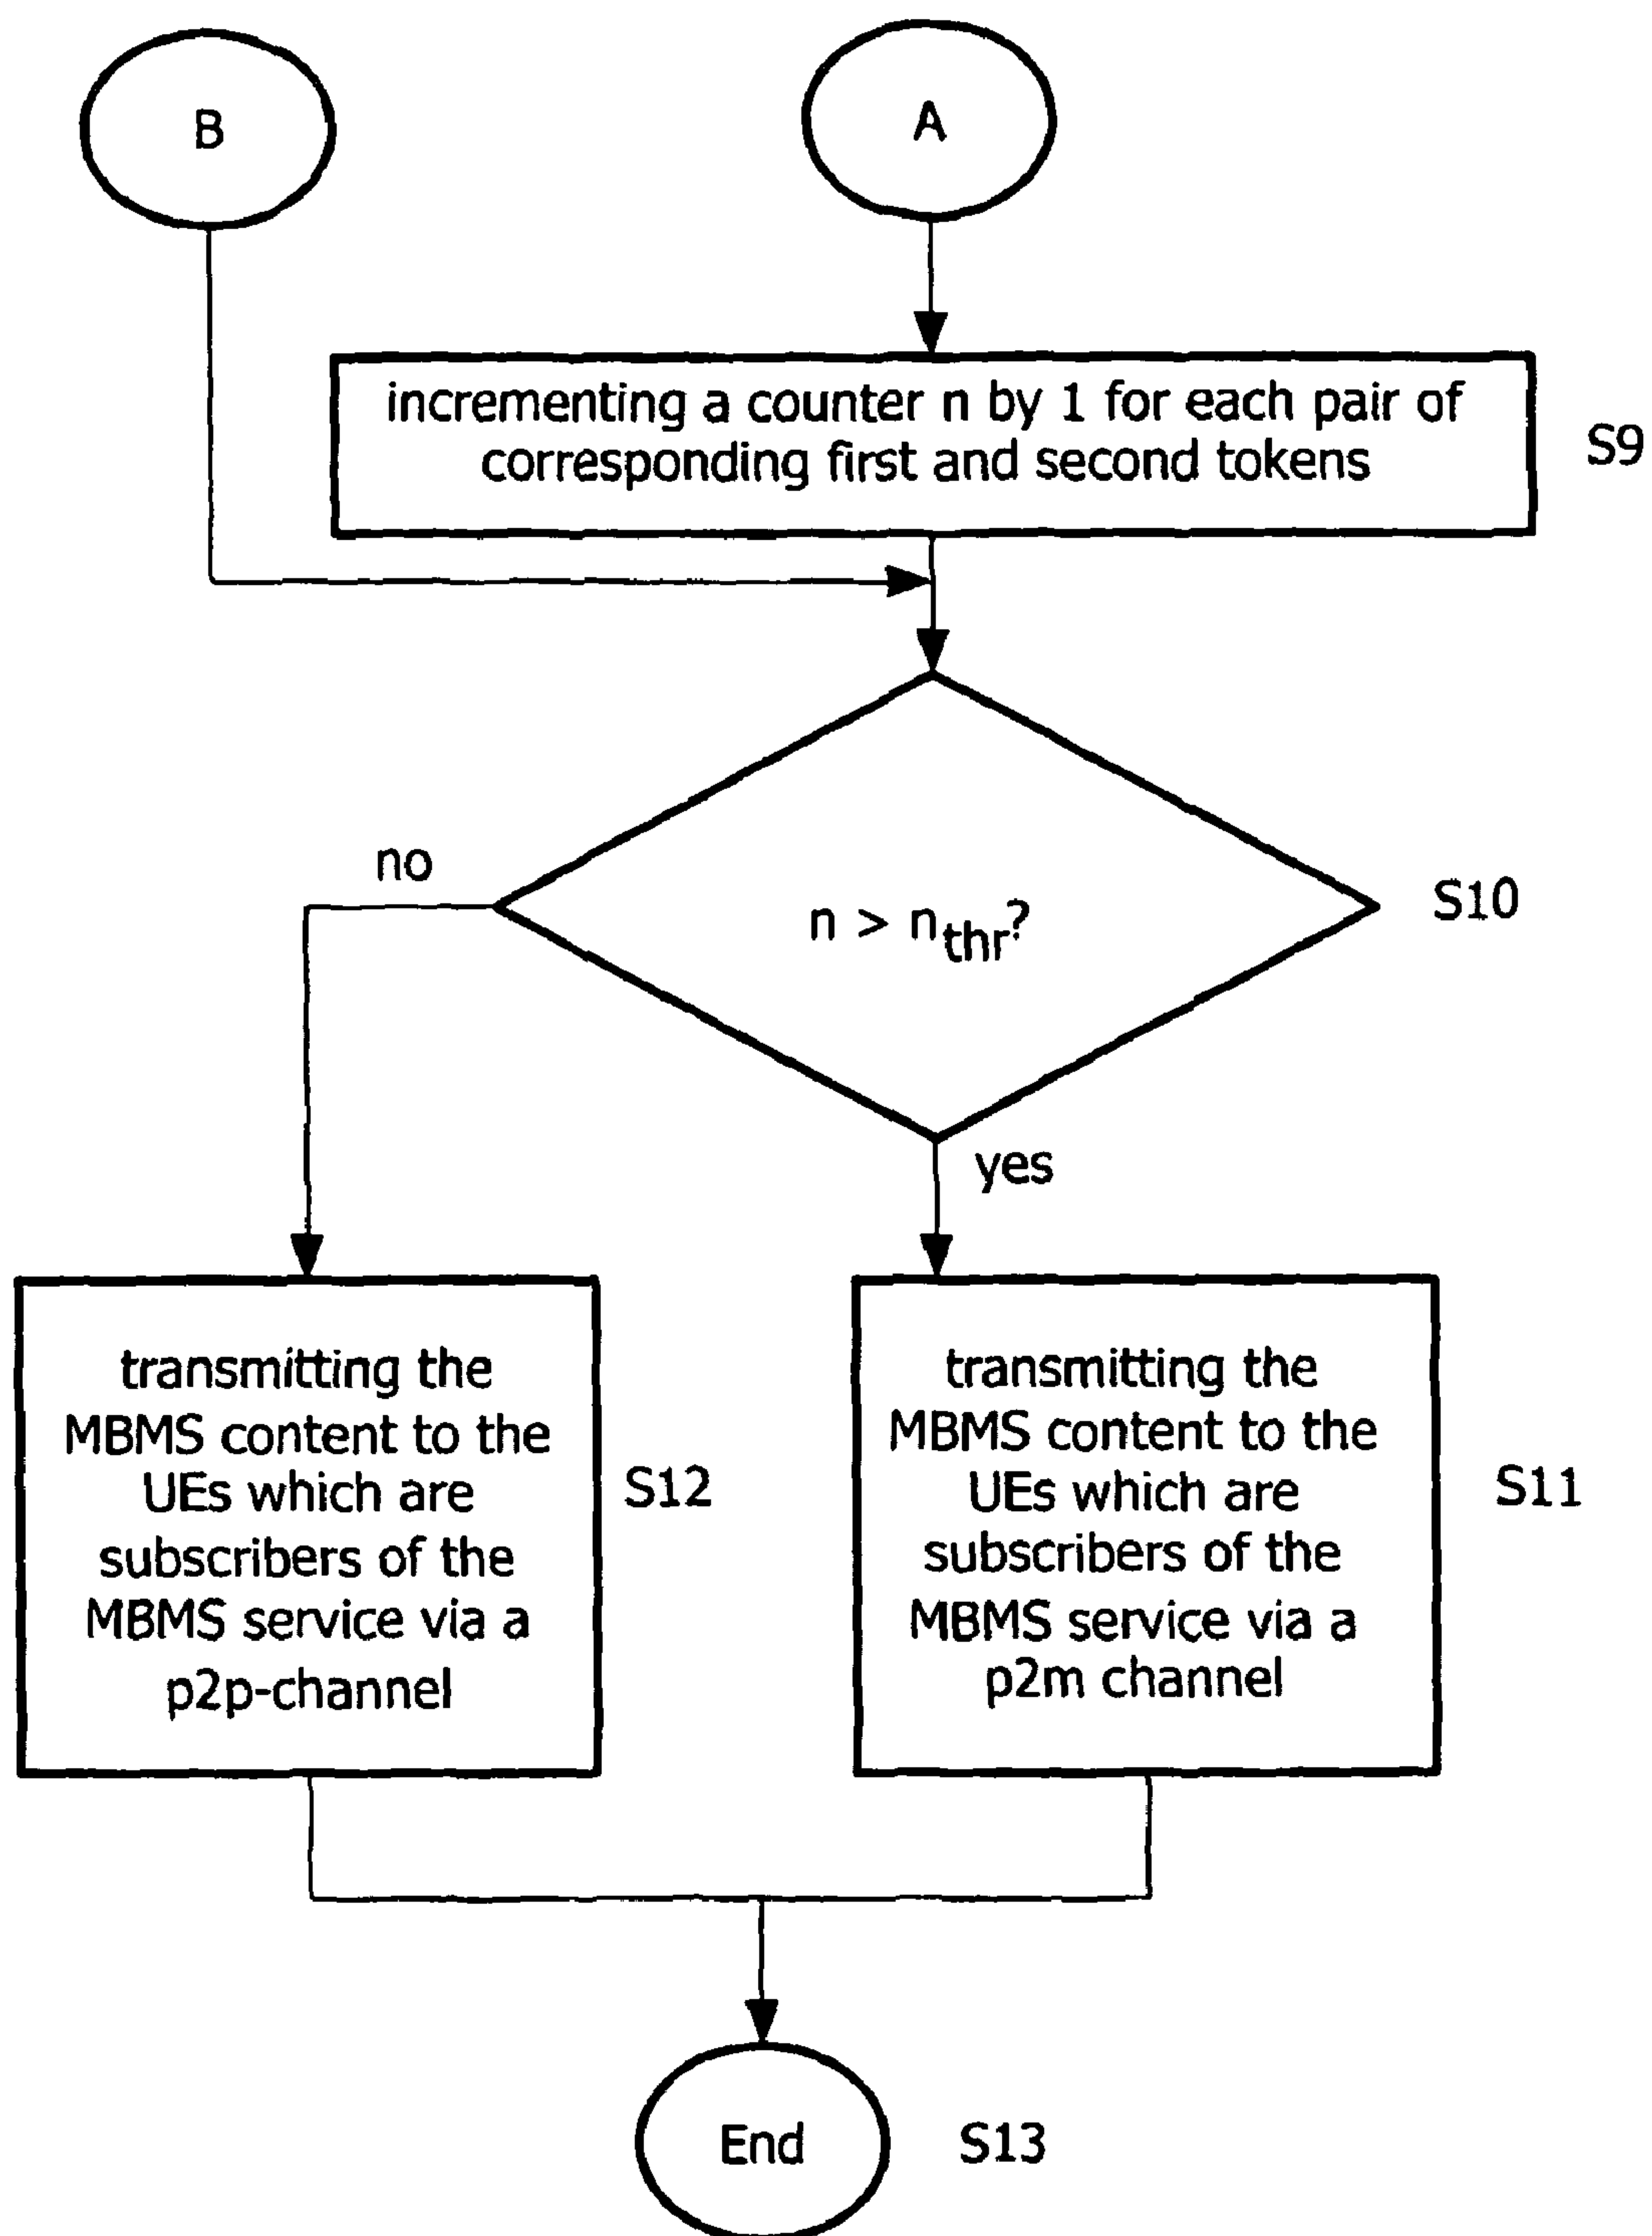 B
A
incrementing a counter n by 1 for each pair of
corresponding first and second tokens
S9
no
n > nthr?
S10
yes
transmitting the
MBMS content to the
UEs which are
subscribers of the
MBMS service via a
p2p-channel
S12
transmitting the
MBMS content to the
UEs which are
subscribers of the
MBMS service via a
p2m channel
S11
End
S13